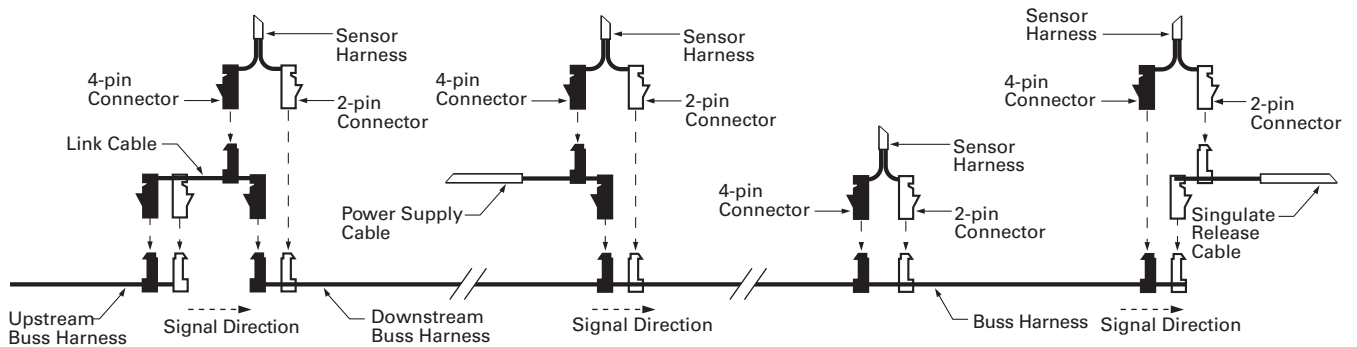 Sensor
Harness
4-pin
Connector
2-pin
Connector
Link Cable
Upstream
Buss Harness
Signal Direction
Downstream
Buss Harness
Sensor
Harness
4-pin
Connector
2-pin
Connector
Power Supply
Cable
Signal Direction
Sensor
Harness
4-pin
Connector
2-pin
Connector
Buss Harness
Sensor
Harness
4-pin
Connector
2-pin
Connector
Singulate
Release
Cable
Signal Direction